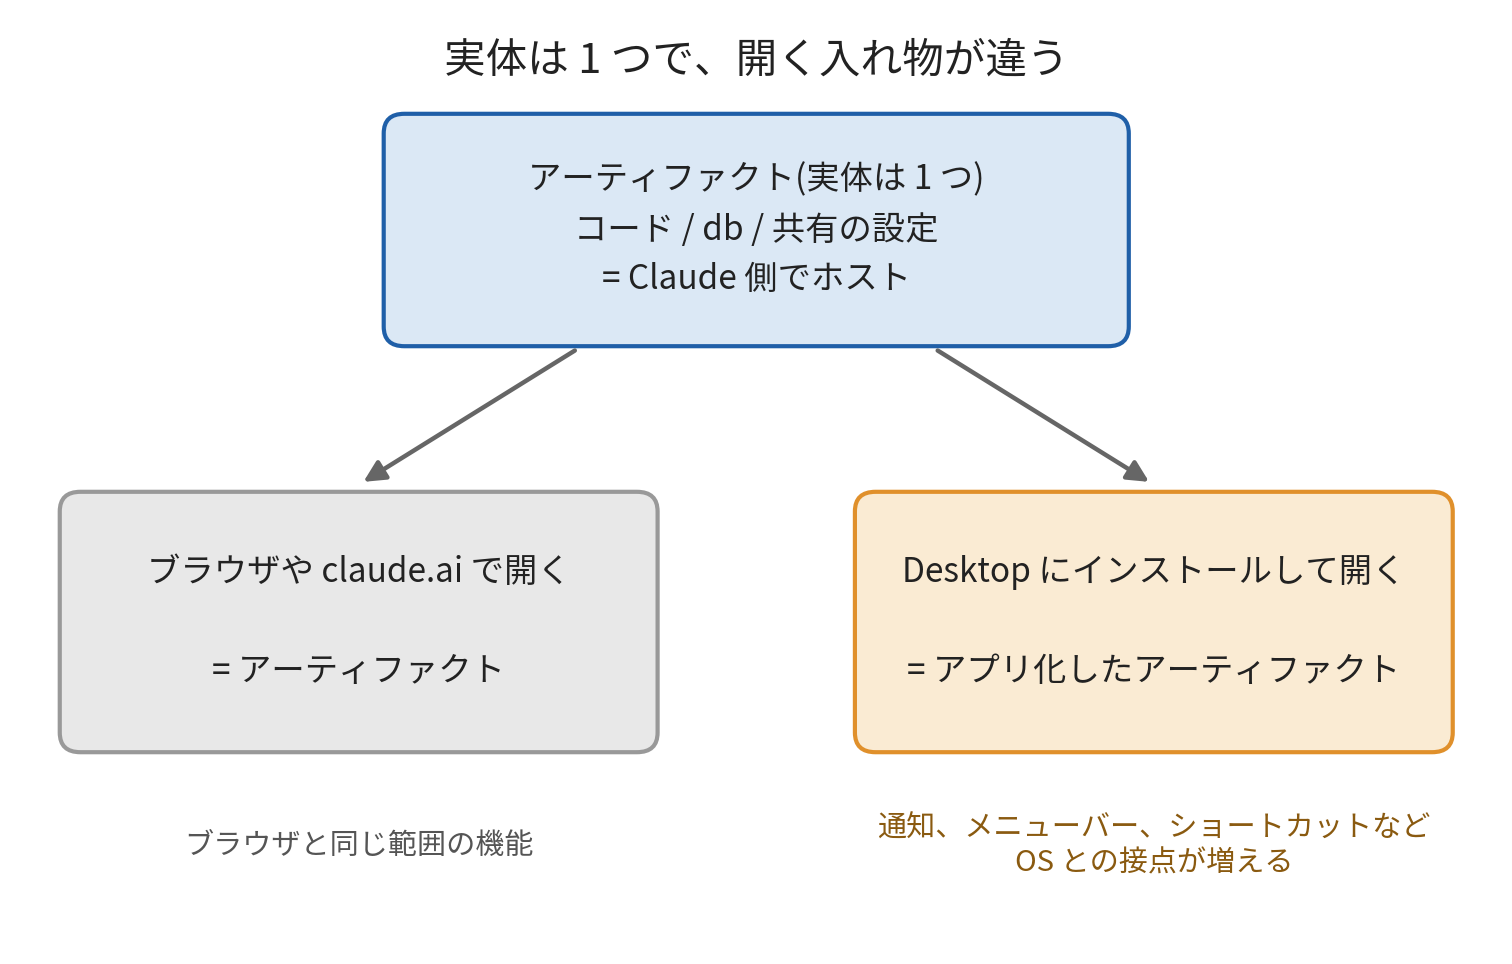 実体は 1 つで、開く入れ物が違う
アーティファクト(実体は 1 つ)
コード / db / 共有の設定
= Claude 側でホスト
ブラウザや claude.ai で開く
= アーティファクト
ブラウザと同じ範囲の機能
Desktop にインストールして開く
= アプリ化したアーティファクト
通知、メニューバー、ショートカットなど
OS との接点が増える